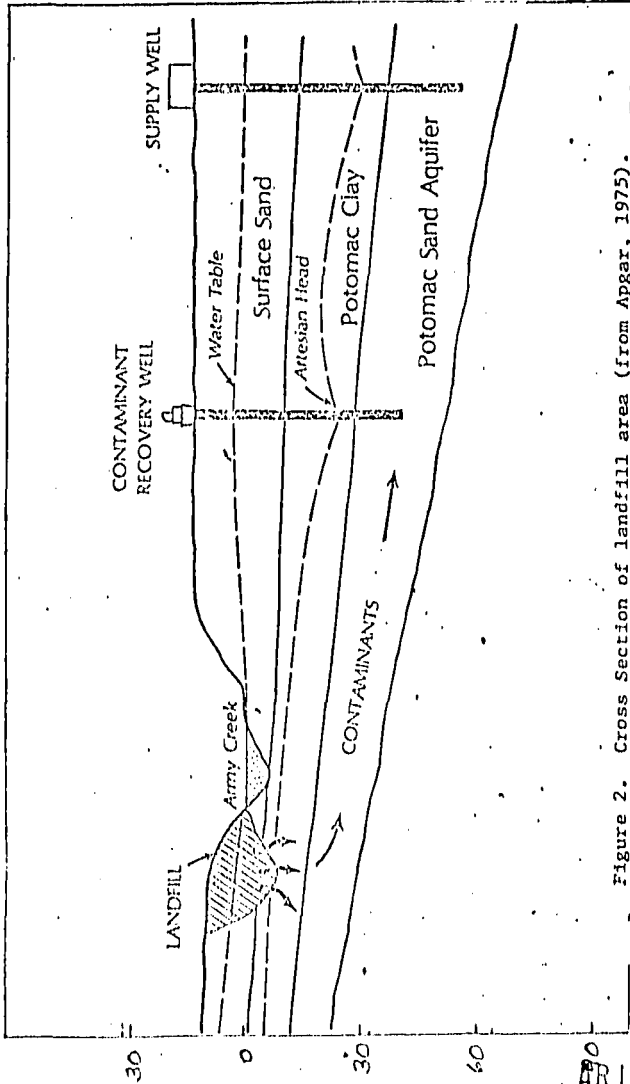 SUPPLY WELL
CONTAMINANT
RECOVERY WELL
Water Table
Surface Sand
Army Creek
LANDFILL
Artesian Head
Potomac Clay
Potomac Sand Aquifer
CONTAMINANTS
30
0
30
60
90
Figure 2. Cross Section of landfill area (from Apgar, 1975).